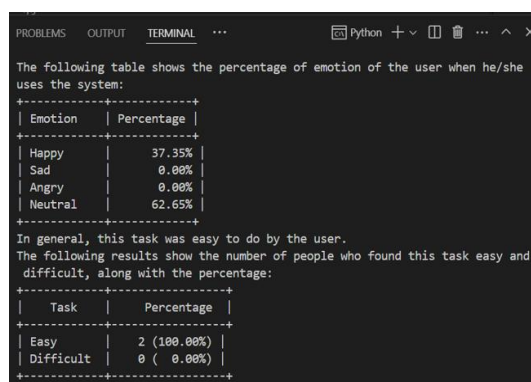 PROBLEMS OUTPUT TERMINAL ... Python
The following table shows the percentage of emotion of the user when he/she
uses the system:
+------------+------------+
| Emotion | Percentage |
+------------+------------+
| Happy | 37.35% |
| Sad | 0.00% |
| Angry | 0.00% |
| Neutral | 62.65% |
+------------+------------+
In general, this task was easy to do by the user.
The following results show the number of people who found this task easy and
difficult, along with the percentage:
+------------+-----------------+
| Task | Percentage |
+------------+-----------------+
| Easy | 2 (100.00%) |
| Difficult | 0 ( 0.00%) |
+------------+-----------------+